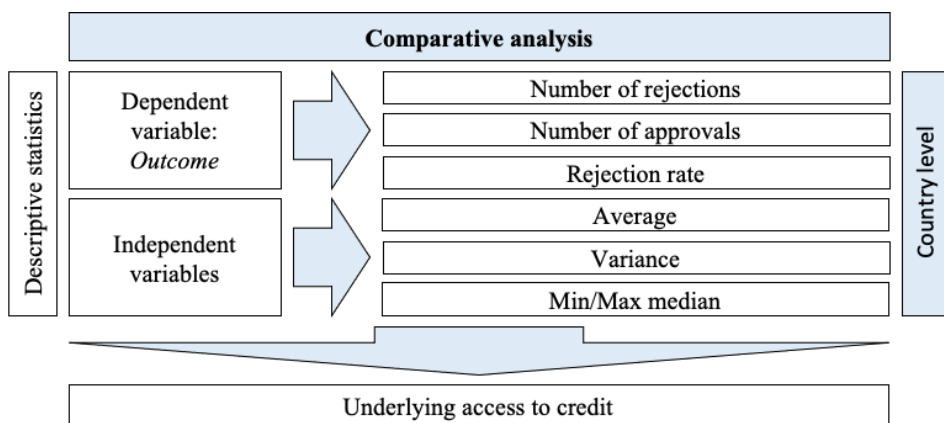 Comparative analysis
Descriptive statistics
Dependent
variable:
Outcome
Number of rejections
Number of approvals
Rejection rate
Independent
variables
Average
Variance
Min/Max median
Country level
Underlying access to credit